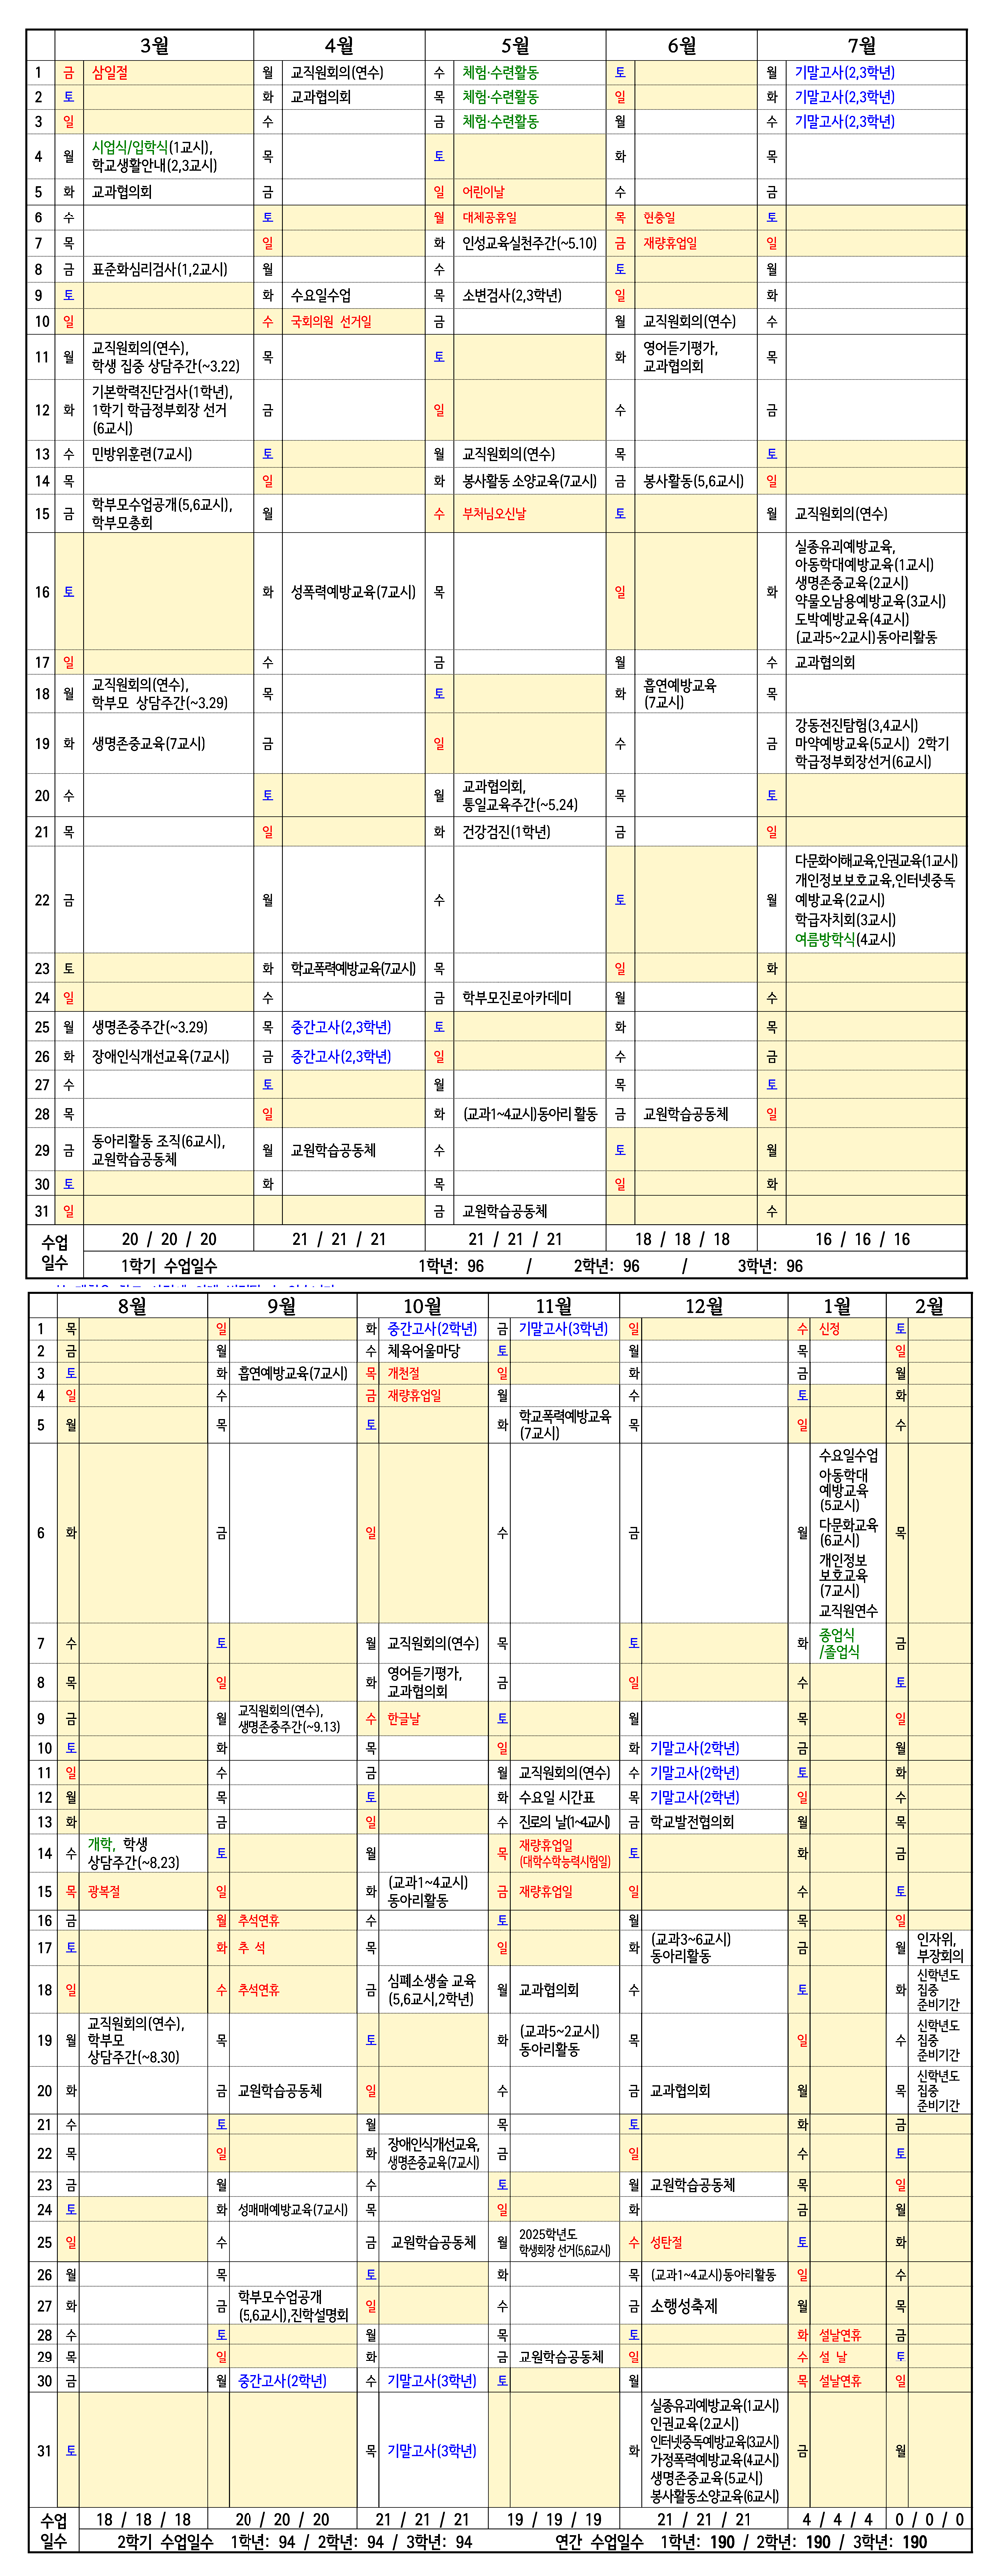 3월 4월 5월 6월 7월
1 금 삼일절 월 교직원회의(연수) 수 체험·수련활동 토 월 기말고사(2,3학년)
2 토 화 교과협의회 목 체험·수련활동 일 화 기말고사(2,3학년)
3 일 수 금 체험·수련활동 월 수 기말고사(2,3학년)
4 월 시업식/입학식(1교시), 목 토 화 목
학교생활안내(2,3교시)
5 화 교과협의회 금 일 어린이날 수 금
6 수 토 월 대체공휴일 목 현충일 토
7 목 일 화 인성교육실천주간(~5.10) 금 재량휴업일 일
8 금 표준화심리검사(1,2교시) 월 수 토 월
9 토 화 수요일수업 목 소변검사(2,3학년) 일 화
10 일 수 국회의원 선거일 금 월 교직원회의(연수) 수
11 월 교직원회의(연수), 목 토 화 영어듣기평가, 목
학생 집중 상담주간(~3.22) 교과협의회
12 화 기본학력진단검사(1학년), 금 일 수 금
1학기 학급정부회장 선거
(6교시)
13 수 민방위훈련(7교시) 토 월 교직원회의(연수) 목 토
14 목 일 화 봉사활동 소양교육(7교시) 금 봉사활동(5,6교시) 일
15 금 학부모수업공개(5,6교시), 월 수 부처님오신날 토 월 교직원회의(연수)
학부모총회
16 토 화 성폭력예방교육(7교시) 목 일 화 실종유괴예방교육,
아동학대예방교육(1교시)
생명존중교육(2교시)
약물오남용예방교육(3교시)
도박예방교육(4교시)
(교과5~2교시)동아리활동
17 일 수 금 월 수 교과협의회
18 월 교직원회의(연수), 목 토 화 흡연예방교육 목
학부모 상담주간(~3.29) (7교시)
19 화 생명존중교육(7교시) 금 일 수 금 강동전진탐험(3,4교시)
마약예방교육(5교시) 2학기
학급정부회장선거(6교시)
20 수 토 월 교과협의회, 목 토
통일교육주간(~5.24)
21 목 일 화 건강검진(1학년) 금 일
22 금 월 수 토 월 다문화이해교육,인권교육(1교시)
개인정보보호교육,인터넷중독
예방교육(2교시)
학급자치회(3교시)
여름방학식(4교시)
23 토 화 학교폭력예방교육(7교시) 목 일 화
24 일 수 금 학부모진로아카데미 월 수
25 월 생명존중주간(~3.29) 목 중간고사(2,3학년) 토 화 목
26 화 장애인식개선교육(7교시) 금 중간고사(2,3학년) 일 수 금
27 수 토 월 목 토
28 목 일 화 (교과1~4교시)동아리 활동 금 교원학습공동체 일
29 금 동아리활동 조직(6교시), 월 교원학습공동체 수 토 월
교원학습공동체
30 토 화 목 일 화
31 일 금 교원학습공동체 수
수업 일수 20 / 20 / 20 21 / 21 / 21 21 / 21 / 21 18 / 18 / 18 16 / 16 / 16
1학기 수업일수 1학년: 96 / 2학년: 96 / 3학년: 96
8월 9월 10월 11월 12월 1월 2월
1 목 일 화 중간고사(2학년) 금 기말고사(3학년) 일 수 신정 토
2 금 월 수 체육어울마당 토 월 목 일
3 토 화 흡연예방교육(7교시) 목 개천절 일 화 금 월
4 일 수 금 재량휴업일 월 수 토 화
5 월 목 토 화 학교폭력예방교육 목 일 수
(7교시)
6 화 금 일 수 금 월 수요일수업 목
아동학대
예방교육
(5교시)
다문화교육
(6교시)
개인정보
보호교육
(7교시)
교직원연수
7 수 토 월 교직원회의(연수) 목 토 화 종업식 금
/졸업식
8 목 일 화 영어듣기평가, 금 일 수 토
교과협의회
9 금 월 교직원회의(연수), 수 한글날 토 월 목 일
생명존중주간(~9.13)
10 토 화 목 일 화 기말고사(2학년) 금 월
11 일 수 금 월 교직원회의(연수) 수 기말고사(2학년) 토 화
12 월 목 토 화 수요일 시간표 목 기말고사(2학년) 일 수
13 화 금 일 수 진로의 날(1~4교시) 금 학교발전협의회 월 목
14 수 개학, 학생 토 월 목 재량휴업일 토 화 금
상담주간(~8.23) (대학수학능력시험일)
15 목 광복절 일 화 (교과1~4교시) 금 재량휴업일 일 수 토
동아리활동
16 금 월 추석연휴 수 토 월 목 일
17 토 화 추 석 목 일 화 (교과3~6교시) 금 월 인자위,
동아리활동 부장회의
18 일 수 추석연휴 금 심폐소생술 교육 월 교과협의회 수 토 화 신학년도
(5,6교시,2학년) 집중
준비기간
19 월 교직원회의(연수), 목 토 화 (교과5~2교시) 목 일 수 신학년도
학부모 동아리활동 집중
상담주간(~8.30) 준비기간
20 화 금 교원학습공동체 일 수 금 교과협의회 월 목 신학년도
집중
준비기간
21 수 토 월 목 토 화 금
22 목 일 화 장애인식개선교육, 금 일 수 토
생명존중교육(7교시)
23 금 월 수 토 월 교원학습공동체 목 일
24 토 화 성매매예방교육(7교시) 목 일 화 금 월
25 일 수 금 교원학습공동체 월 2025학년도 수 성탄절 토 화
학생회장 선거(5,6교시)
26 월 목 토 화 목 (교과1~4교시)동아리활동 일 수
27 화 금 학부모수업공개 일 수 금 소행성축제 월 목
(5,6교시),진학설명회
28 수 토 월 목 토 화 설날연휴 금
29 목 일 화 금 교원학습공동체 일 수 설 날 토
30 금 월 중간고사(2학년) 수 기말고사(3학년) 토 월 목 설날연휴 일
31 토 목 기말고사(3학년) 화 실종유괴예방교육(1교시) 금 월
인권교육(2교시)
인터넷중독예방교육(3교시)
가정폭력예방교육(4교시)
생명존중교육(5교시)
봉사활동소양교육(6교시)
수업 일수 18 / 18 / 18 20 / 20 / 20 21 / 21 / 21 19 / 19 / 19 21 / 21 / 21 4 / 4 / 4 0 / 0 / 0
2학기 수업일수 1학년: 94 / 2학년: 94 / 3학년: 94 연간 수업일수 1학년: 190 / 2학년: 190 / 3학년: 190